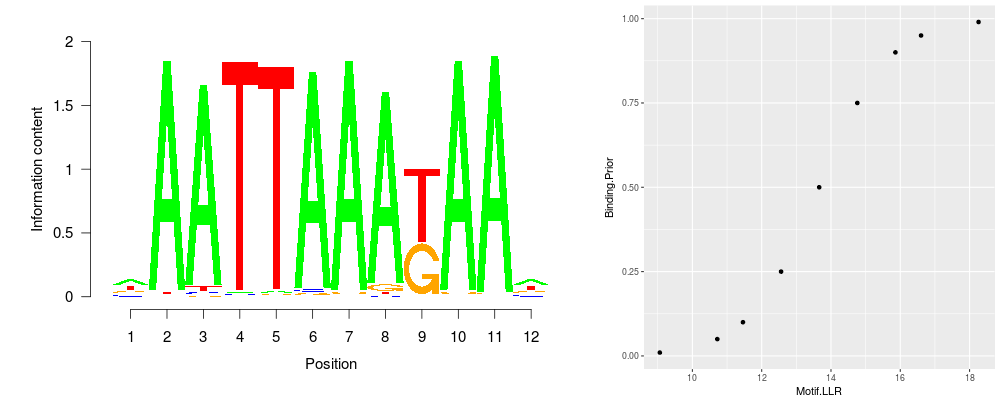 Information content
2
1.5
1
0.5
0
A A A T T A A A T A A A
G
1 2 3 4 5 6 7 8 9 10 11 12
Position
Binding.Prior
1.00
0.75
0.50
0.25
0.00
10 12 14 16 18
Motif.LLR